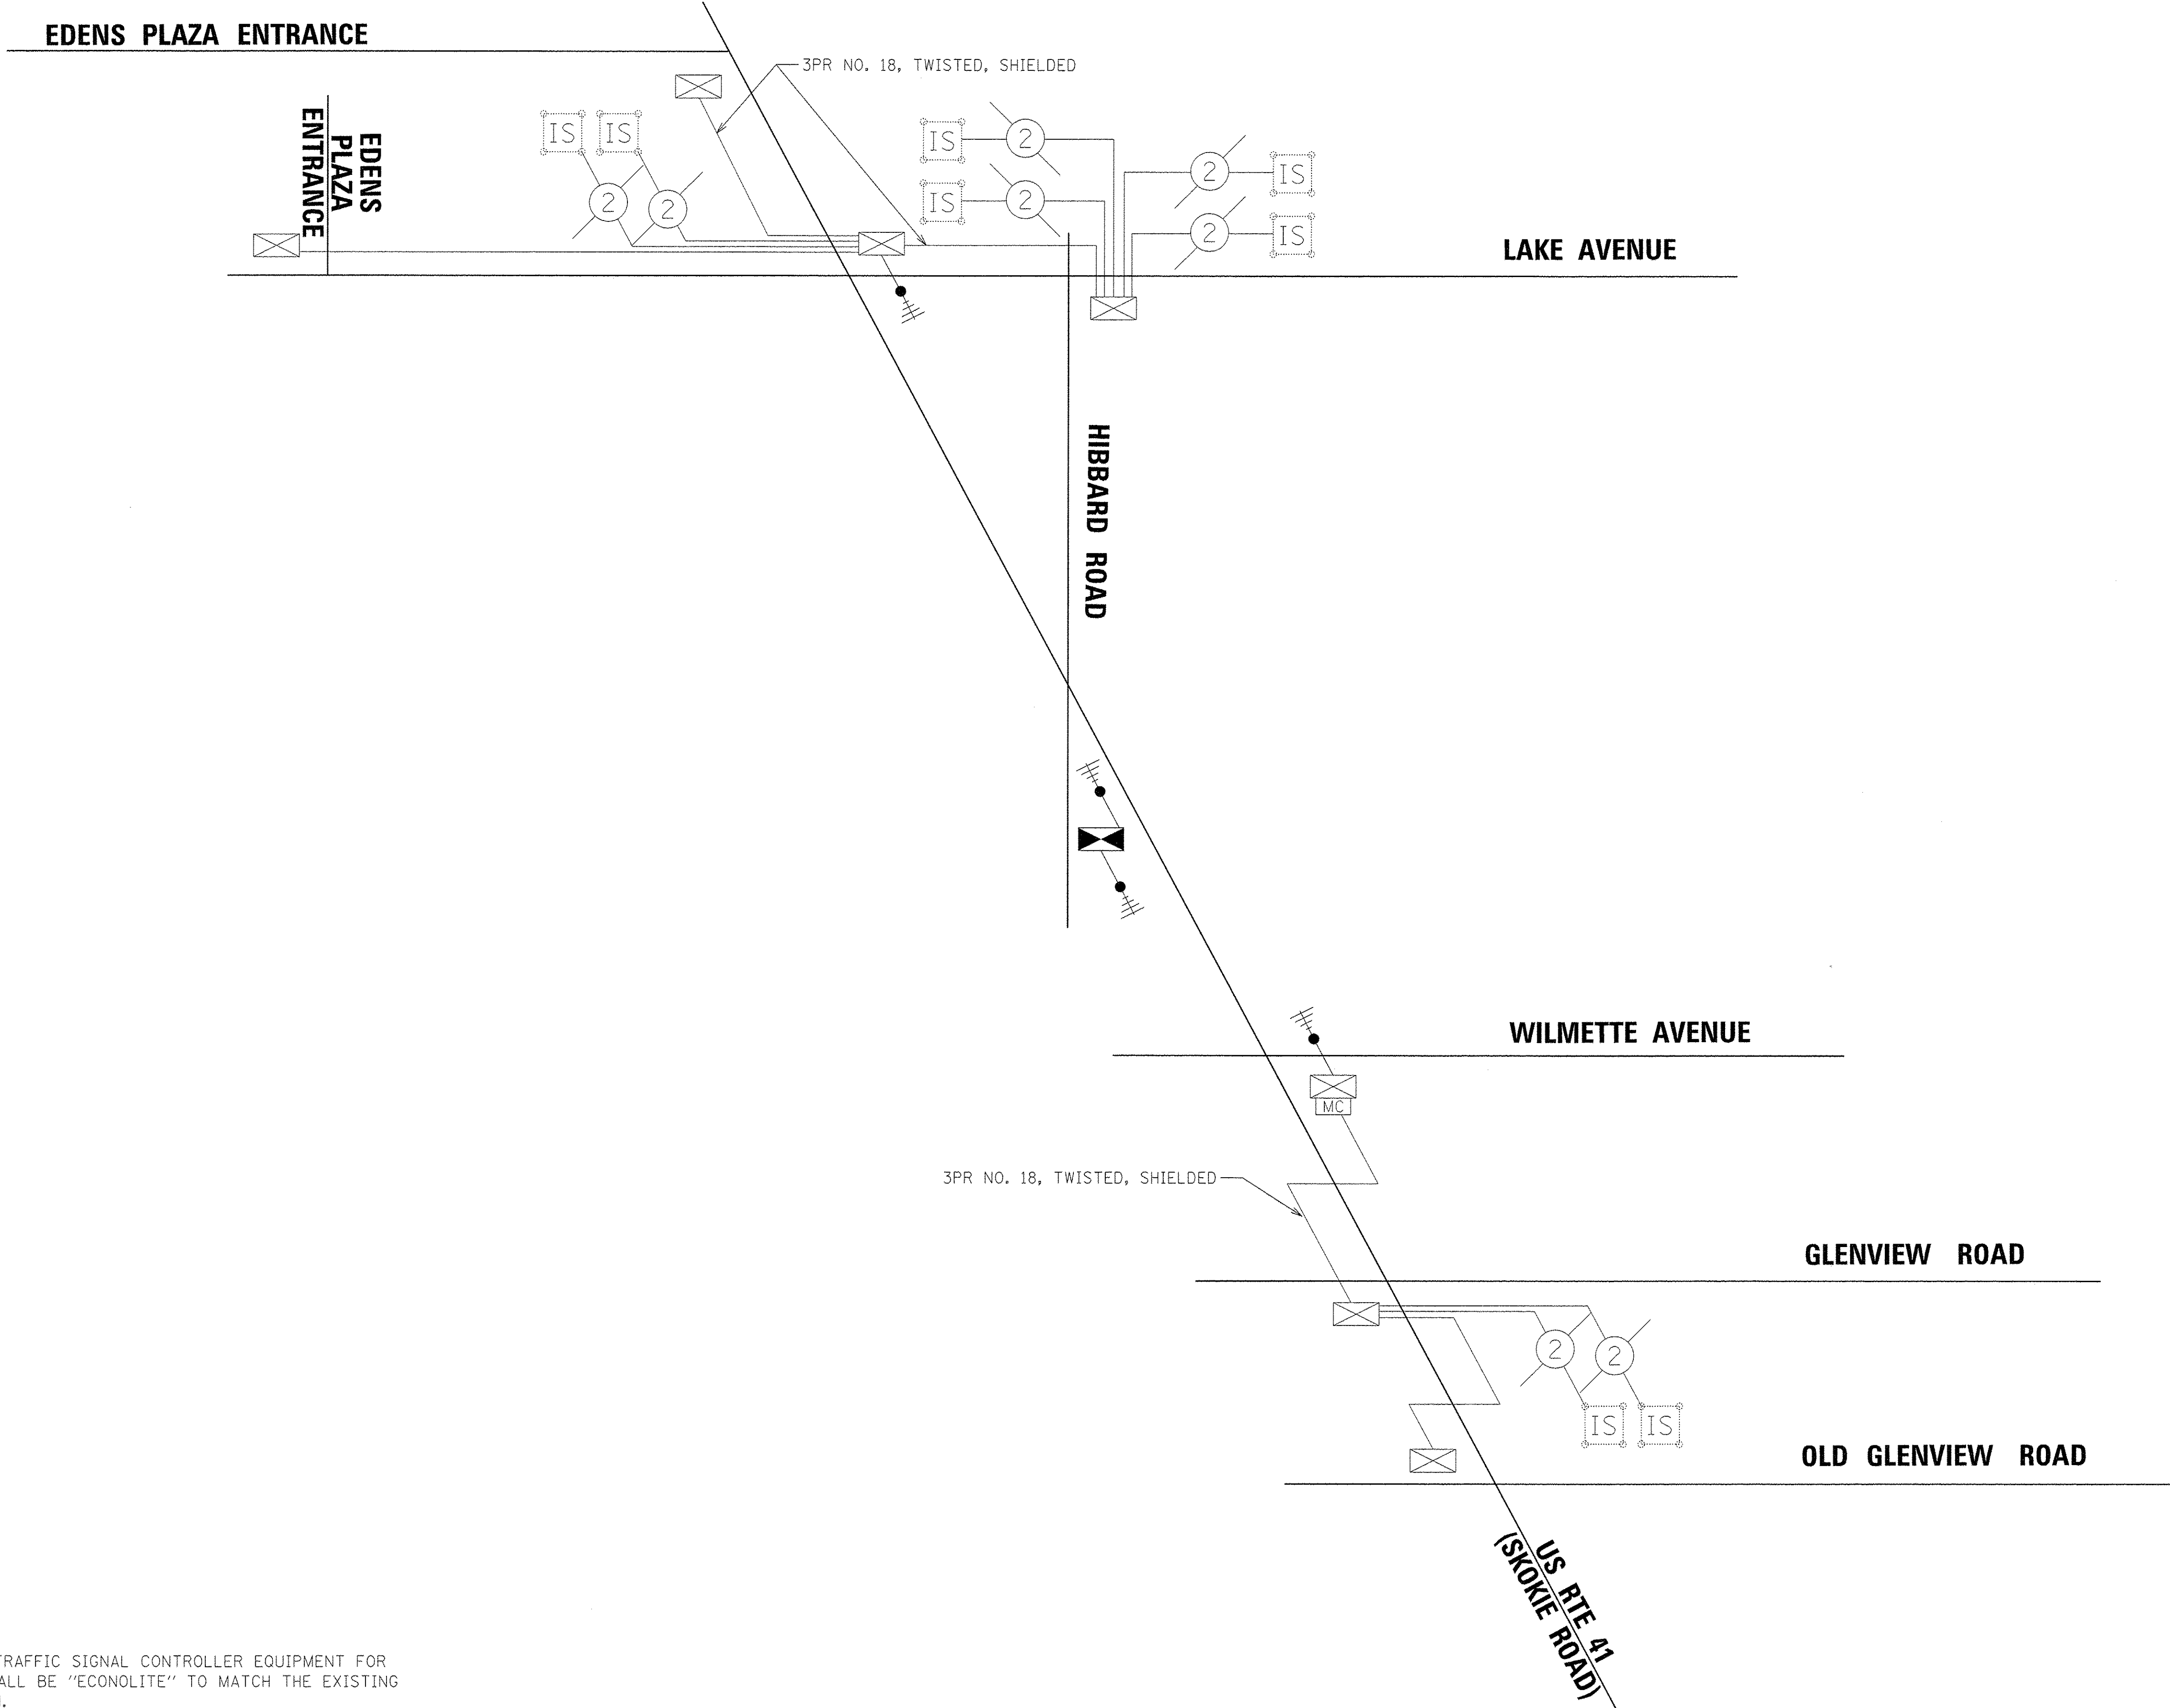 EDENS PLAZA ENTRANCE
3PR NO. 18, TWISTED, SHIELDED
EDENS
PLAZA
ENTRANCE
IS IS
2 2
IS 2
IS 2
2 IS
2 IS
LAKE AVENUE
HIBBARD ROAD
WILMETTE AVENUE
MC
3PR NO. 18, TWISTED, SHIELDED
GLENVIEW ROAD
2 2
IS IS
OLD GLENVIEW ROAD
US RTE 41
(SKOKIE ROAD)
TRAFFIC SIGNAL CONTROLLER EQUIPMENT FOR
ALL BE "ECONOLITE" TO MATCH THE EXISTING